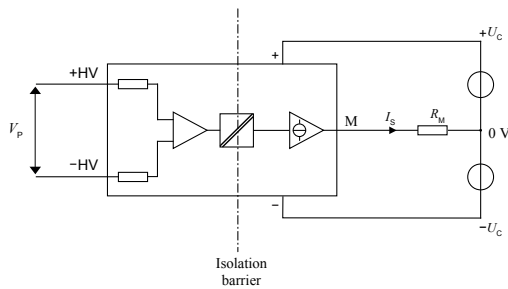 +U_C
+
+HV
V_P
M
I_S
R_M
0 V
−HV
−
−U_C
Isolation
barrier